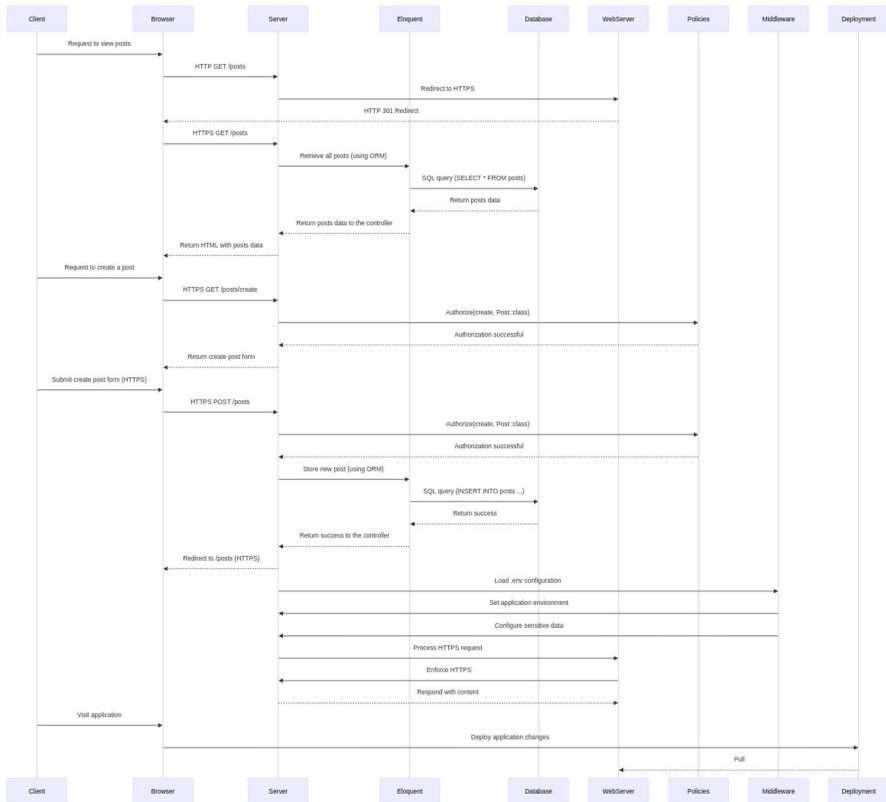 Client Browser Server Eloquent Database WebServer Policies Middleware Deployment
Request to view posts
HTTP GET /posts
Redirect to HTTPS
HTTP 301 Redirect
HTTPS GET /posts
Retrieve all posts (using ORM)
SQL query (SELECT * FROM posts)
Return posts data
Return posts data to the controller
Return HTML with posts data
Request to create a post
HTTPS GET /posts/create
Authorize(create, Post::class)
Authorization successful
Return create post form
Submit create post form (HTTPS)
HTTPS POST /posts
Authorize(create, Post::class)
Authorization successful
Store new post (using ORM)
SQL query (INSERT INTO posts ...)
Return success
Return success to the controller
Redirect to /posts (HTTPS)
Load .env configuration
Set application environment
Configure sensitive data
Process HTTPS request
Enforce HTTPS
Respond with content
Visit application
Deploy application changes
Pull
Client Browser Server Eloquent Database WebServer Policies Middleware Deployment